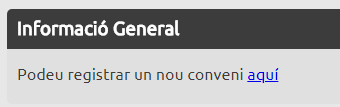 Informació General
Podeu registrar un nou conveni aquí